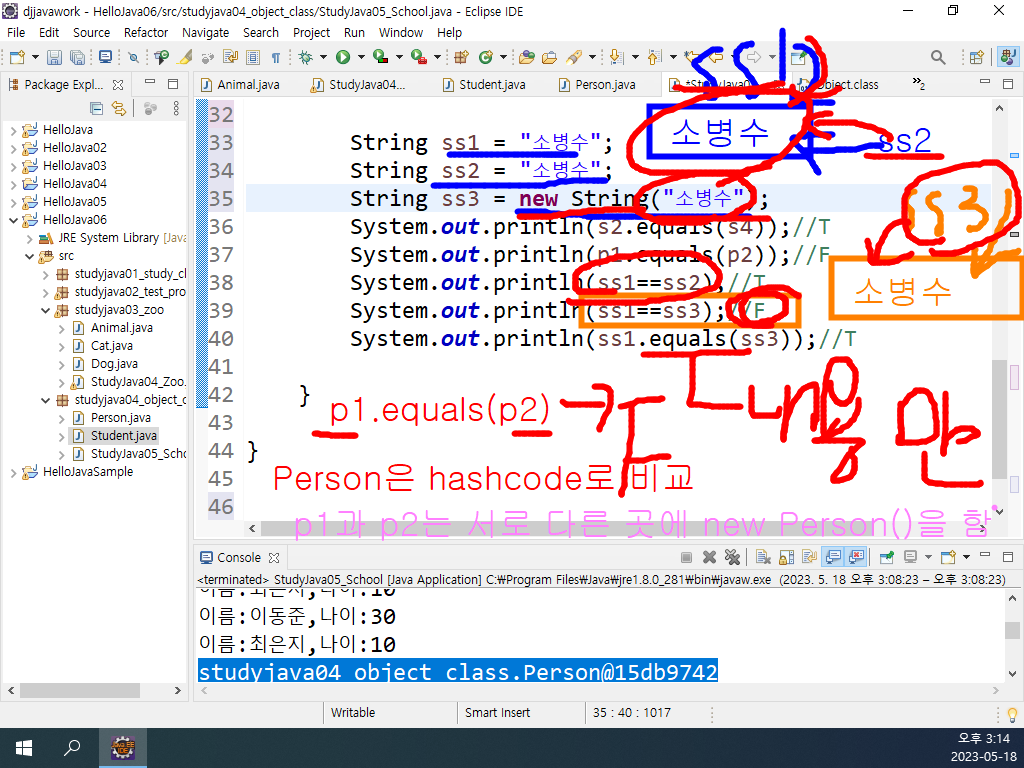 djjavawork - HelloJava06/src/studyjava04_object_class/StudyJava05_School.java - Eclipse IDE
File Edit Source Refactor Navigate Search Project Run Window Help
Package Expl...
Animal.java StudyJava04... Student.java Person.java Object.class »2
HelloJava
HelloJava02
HelloJava03
HelloJava04
HelloJava05
HelloJava06
JRE System Library [Java
src
studyjava01_study_cl
studyjava02_test_pro
studyjava03_zoo
Animal.java
Cat.java
Dog.java
StudyJava04_Zoo.
studyjava04_object_c
Person.java
Student.java
StudyJava05_Scho
HelloJavaSample
32
33 String ss1 = "소병수";
34 String ss2 = "소병수";
35 String ss3 = new String("소병수");
36 System.out.println(s2.equals(s4));//T
37 System.out.println(p1.equals(p2));//F
38 System.out.println(ss1==ss2);//T
39 System.out.println(ss1==ss3);//F
40 System.out.println(ss1.equals(ss3));//T
41
42 }
43
44 }
45
46
ss1
소병수
ss2
ss3
소병수
p1.equals(p2) → F
T 내용 만
Person은 hashcode로 비교
p1과 p2는 서로 다른 곳에 new Person()을 함
Console
<terminated> StudyJava05_School [Java Application] C:₩Program Files₩Java₩jre1.8.0_281₩bin₩javaw.exe (2023. 5. 18 오후 3:08:23 – 오후 3:08:23)
이름:최은지,나이:10
이름:이동준,나이:30
이름:최은지,나이:10
studyjava04_object_class.Person@15db9742
Writable Smart Insert 35 : 40 : 1017
JAVA EE
IDE
오후 3:14
2023-05-18